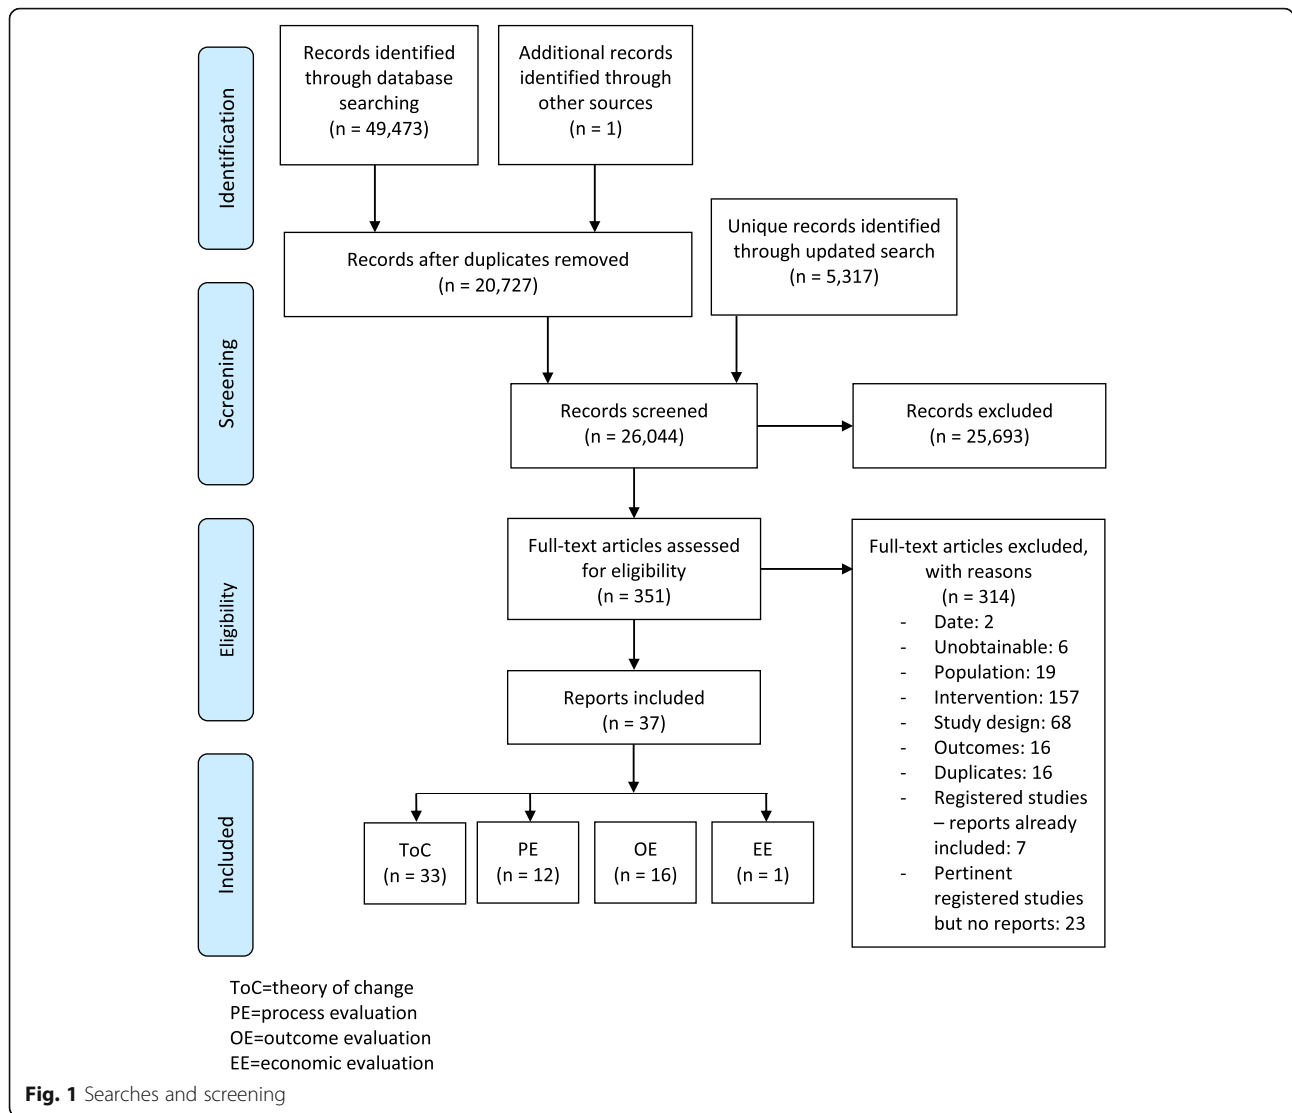 Identification
Records identified
through database
searching
(n = 49,473)
Additional records
identified through
other sources
(n = 1)
Unique records identified
through updated search
(n = 5,317)
Records after duplicates removed
(n = 20,727)
Screening
Records screened
(n = 26,044)
Records excluded
(n = 25,693)
Eligibility
Full-text articles assessed
for eligibility
(n = 351)
Full-text articles excluded,
with reasons
(n = 314)
- Date: 2
- Unobtainable: 6
- Population: 19
- Intervention: 157
- Study design: 68
- Outcomes: 16
- Duplicates: 16
- Registered studies
– reports already
included: 7
- Pertinent
registered studies
but no reports: 23
Reports included
(n = 37)
Included
ToC
(n = 33)
PE
(n = 12)
OE
(n = 16)
EE
(n = 1)
ToC=theory of change
PE=process evaluation
OE=outcome evaluation
EE=economic evaluation
Fig. 1 Searches and screening